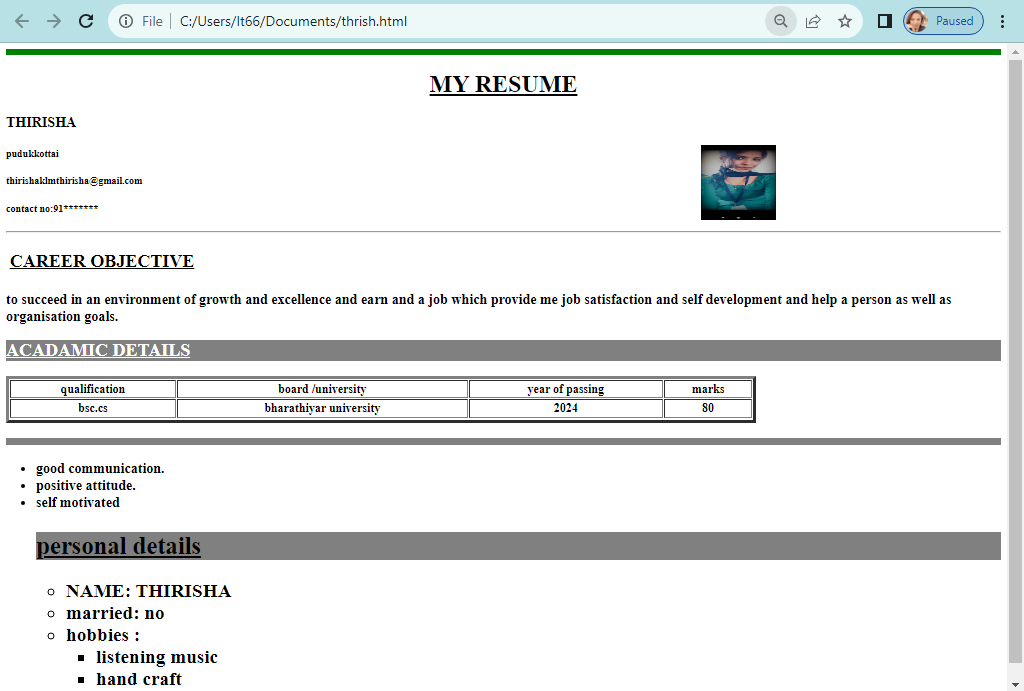 File C:/Users/It66/Documents/thrish.html Paused
MY RESUME
THIRISHA
pudukkottai
thirishaklmthirisha@gmail.com
contact no:91*******
CAREER OBJECTIVE
to succeed in an environment of growth and excellence and earn and a job which provide me job satisfaction and self development and help a person as well as
organisation goals.
ACADAMIC DETAILS
qualification board /university year of passing marks
bsc.cs bharathiyar university 2024 80
good communication.
positive attitude.
self motivated
personal details
NAME: THIRISHA
married: no
hobbies :
listening music
hand craft